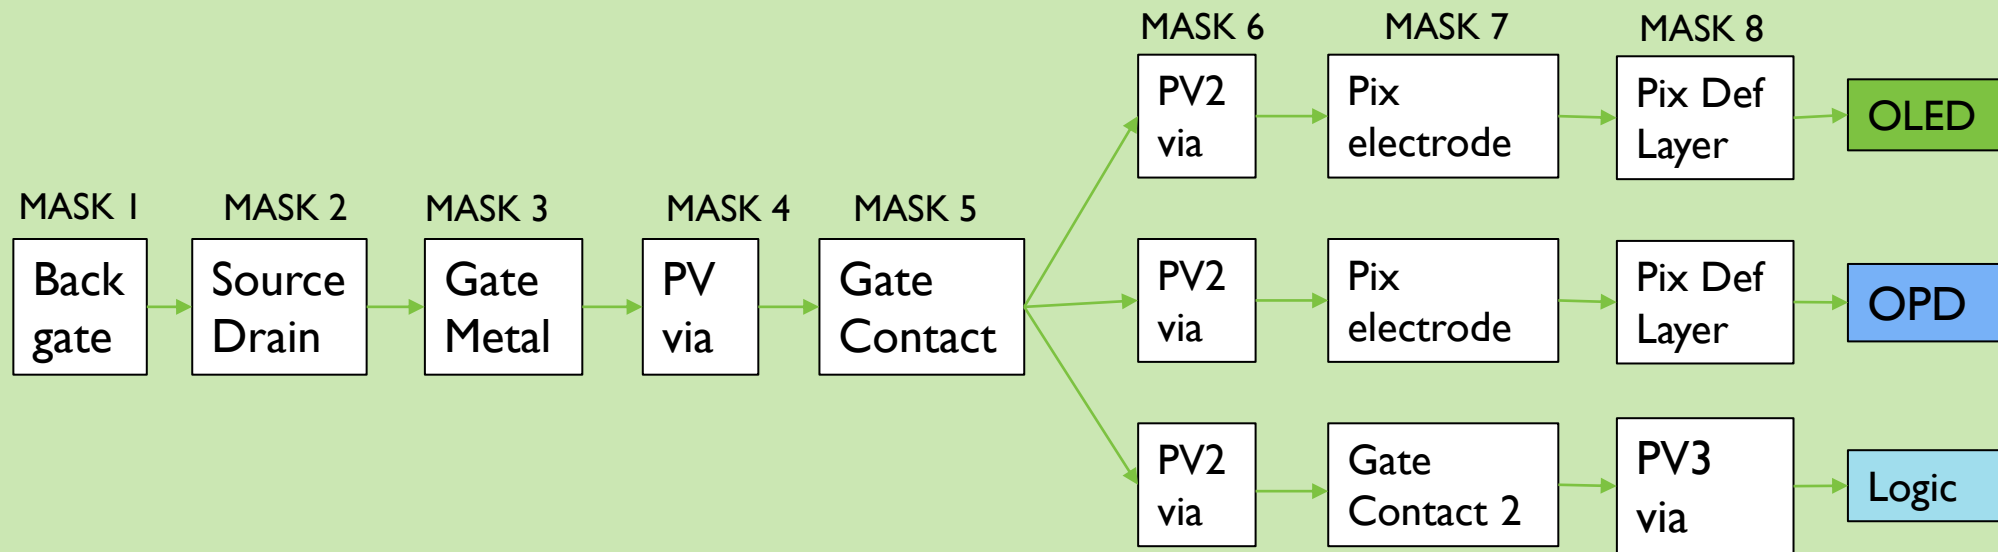 MASK 6
MASK 7
MASK 8
PV2
via
Pix
electrode
Pix Def
Layer
OLED
MASK 1
MASK 2
MASK 3
MASK 4
MASK 5
Back
gate
Source
Drain
Gate
Metal
PV
via
Gate
Contact
PV2
via
Pix
electrode
Pix Def
Layer
OPD
PV2
via
Gate
Contact 2
PV3
via
Logic